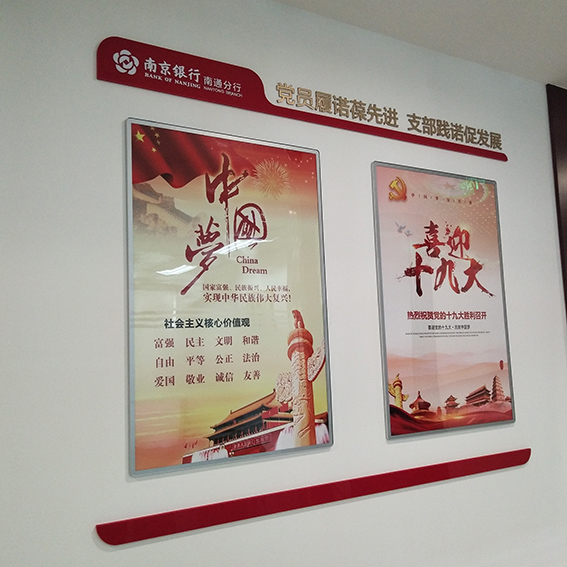 南京银行 南通分行
BANK OF NANJING NANTONG BRANCH
党员履诺葆先进 支部践诺促发展
中國夢
China
Dream
国家富强、民族振兴、人民幸福，
实现中华民族伟大复兴！
社会主义核心价值观
富强 民主 文明 和谐
自由 平等 公正 法治
爱国 敬业 诚信 友善
喜迎
十九大
热烈祝贺党的十九大胜利召开